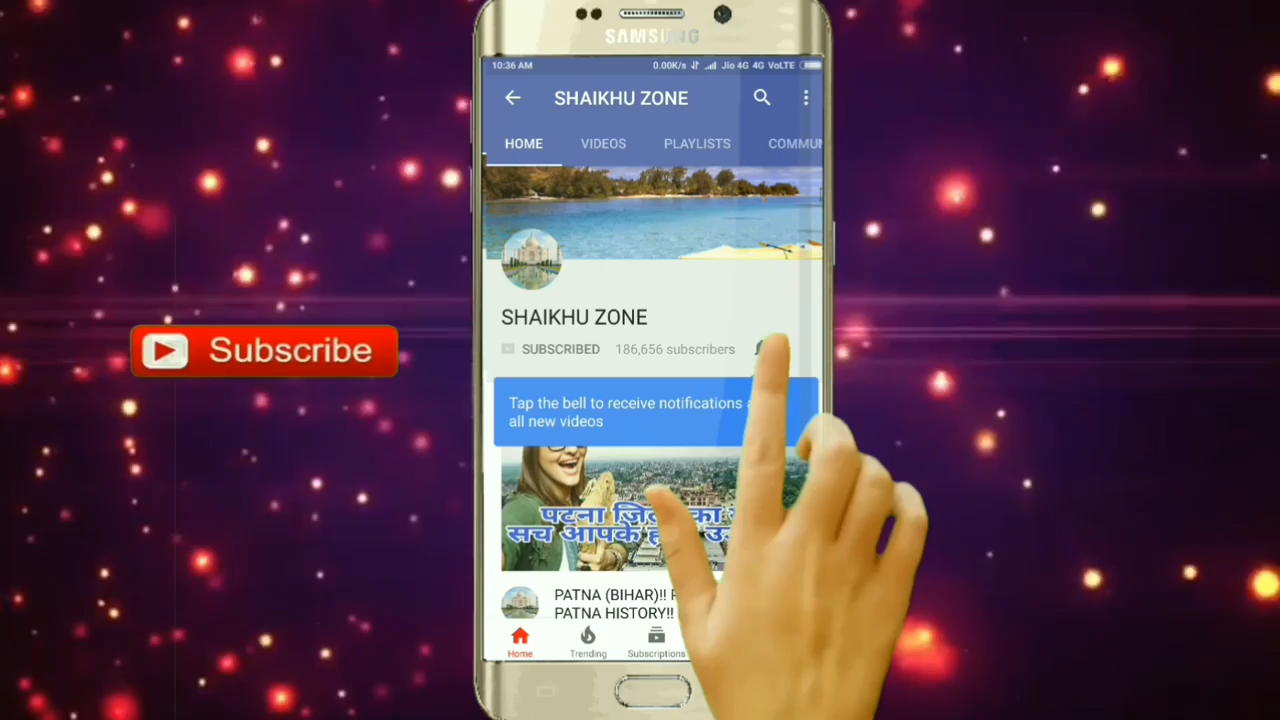 SAMSUNG
10:36 AM
0.00K/s Jio 4G 4G VoLTE
SHAIKHU ZONE
HOME VIDEOS PLAYLISTS COMMUN
SHAIKHU ZONE
SUBSCRIBED 186,656 subscribers
Subscribe
Tap the bell to receive notifications
all new videos
पटना का
सच आपके
PATNA (BIHAR)!!
PATNA HISTORY!!
Home Trending Subscriptions